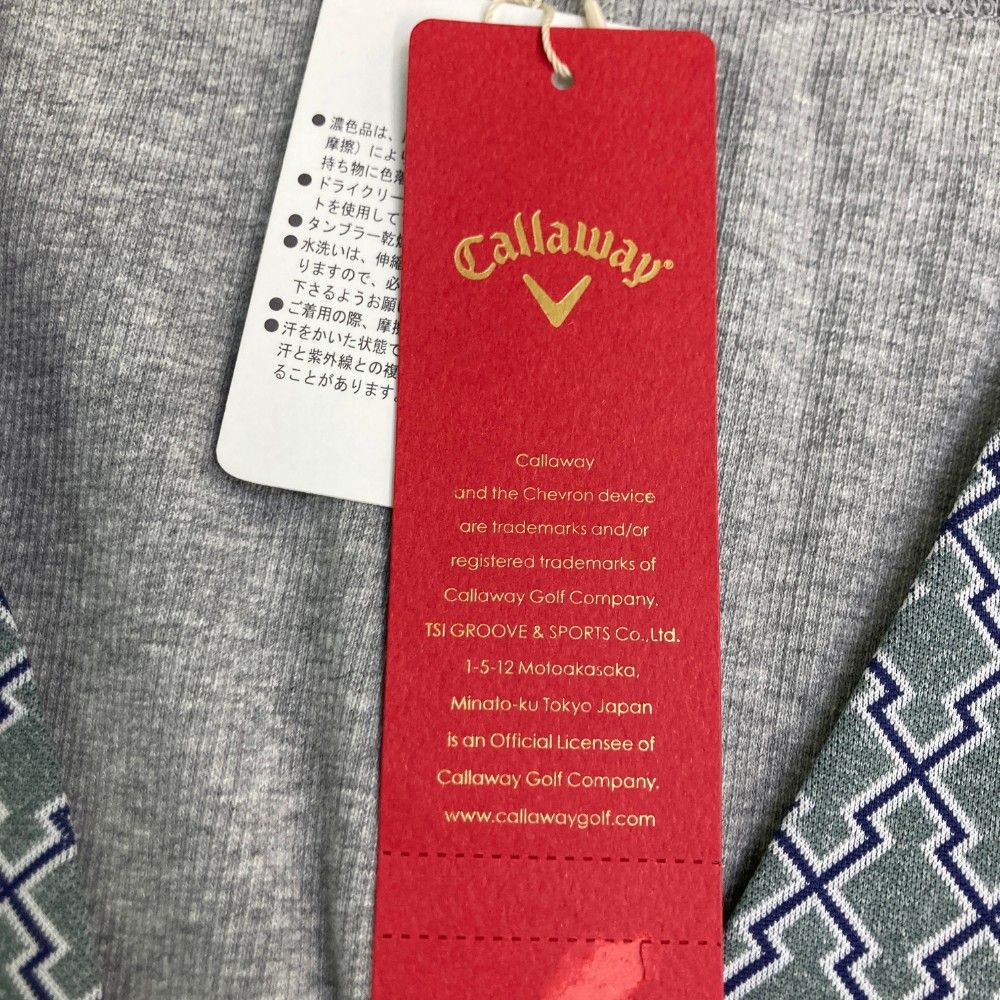 ●濃色品は、
摩擦）によ
持ち物に色落
●ドライクリー
トを使用して
●タンブラー乾燥
●水洗いは、伸縮
りますので、必
下さるようお願い
●ご着用の際、摩擦
●汗をかいた状態で
汗と紫外線との複
ることがあります。
Callaway®
Callaway
and the Chevron device
are trademarks and/or
registered trademarks of
Callaway Golf Company.
TSI GROOVE & SPORTS Co.,Ltd.
1-5-12 Motoakasaka,
Minato-ku Tokyo Japan
is an Official Licensee of
Callaway Golf Company.
www.callawaygolf.com